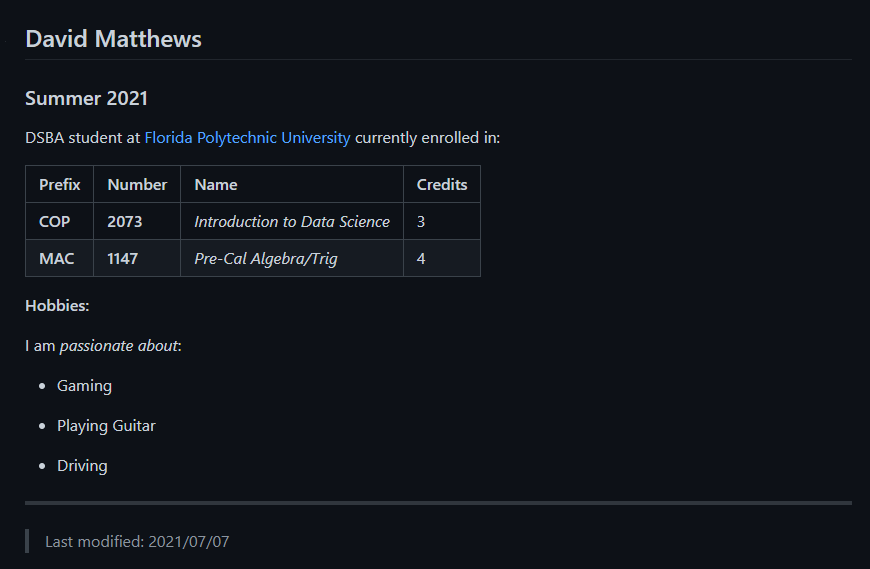 David Matthews
Summer 2021
DSBA student at Florida Polytechnic University currently enrolled in:
Prefix Number Name Credits
COP 2073 Introduction to Data Science 3
MAC 1147 Pre-Cal Algebra/Trig 4
Hobbies:
I am passionate about:
Gaming
Playing Guitar
Driving
Last modified: 2021/07/07